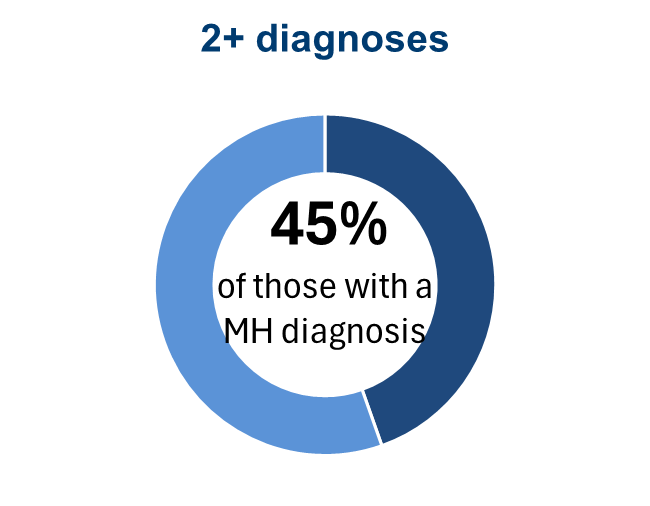 2+ diagnoses
45%
of those with a
MH diagnosis